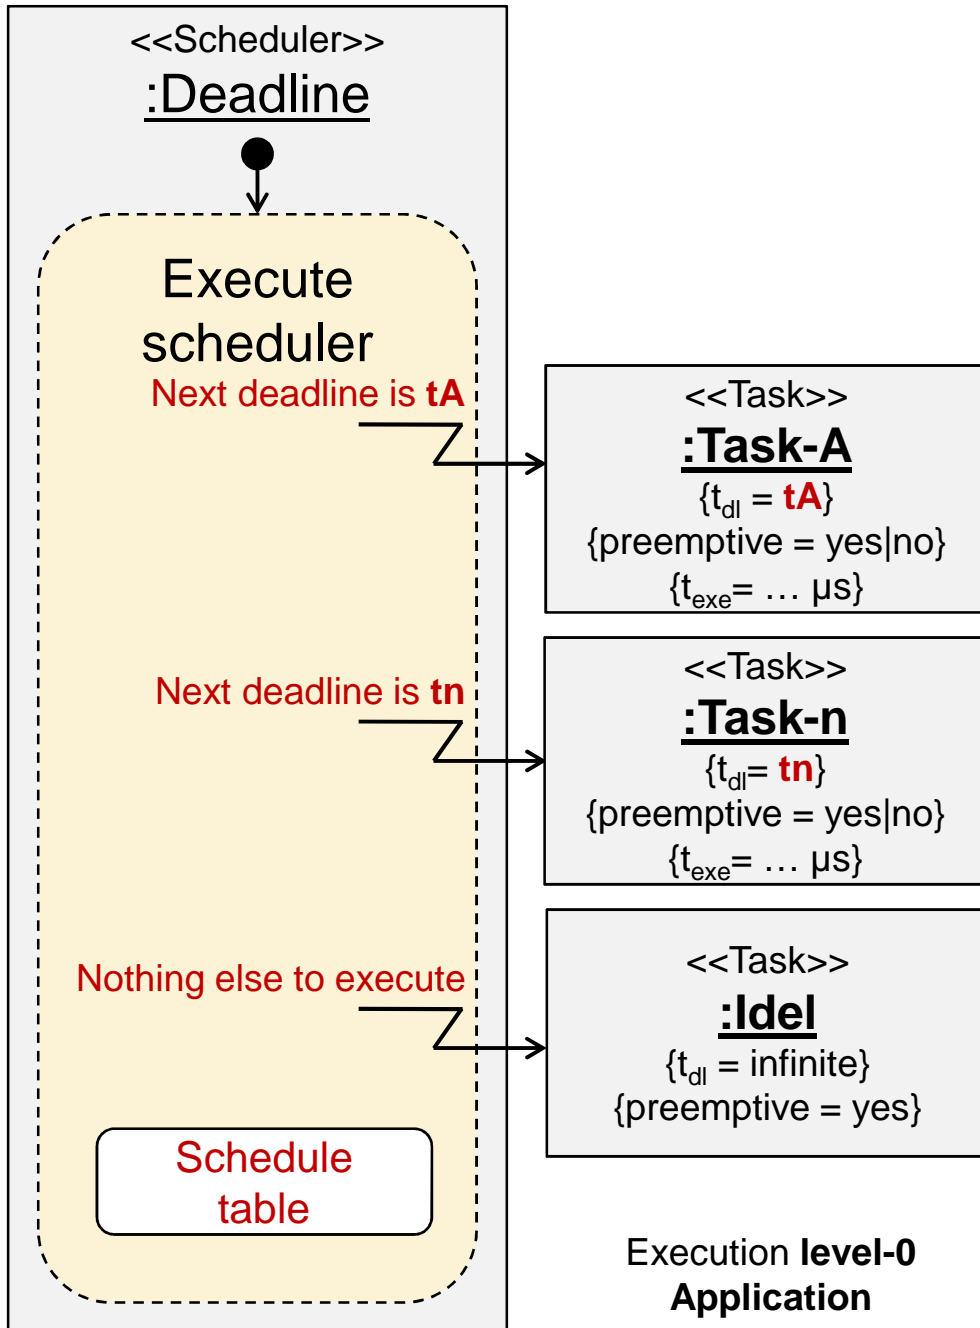 <<Scheduler>>
:Deadline
Execute
scheduler
Next deadline is tA
<<Task>>
:Task-A
{tdl = tA}
{preemptive = yes|no}
{texe= … µs}
Next deadline is tn
<<Task>>
:Task-n
{tdl= tn}
{preemptive = yes|no}
{texe= … µs}
Nothing else to execute
<<Task>>
:Idel
{tdl = infinite}
{preemptive = yes}
Schedule
table
Execution level-0
Application